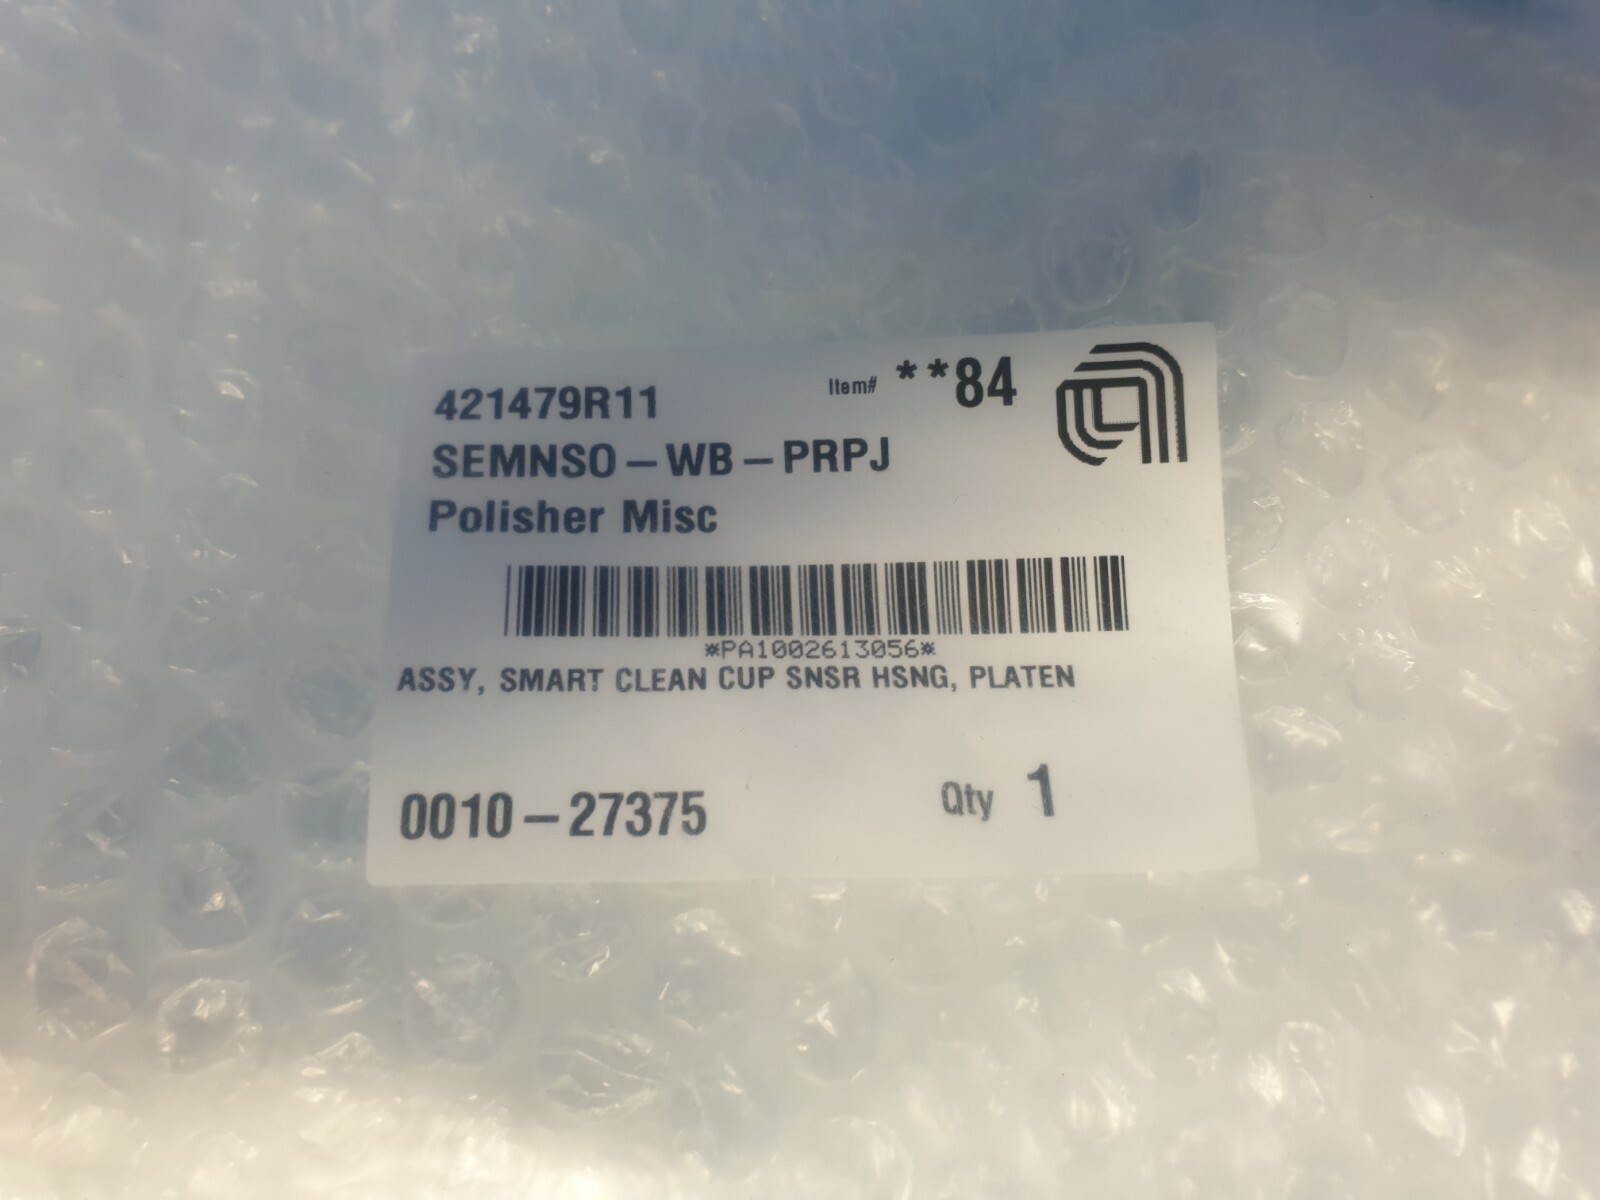 421479R11 Item# **84
SEMNSO-WB-PRPJ
Polisher Misc
*PA1002613056*
ASSY, SMART CLEAN CUP SNSR HSNG, PLATEN
0010-27375 Qty 1